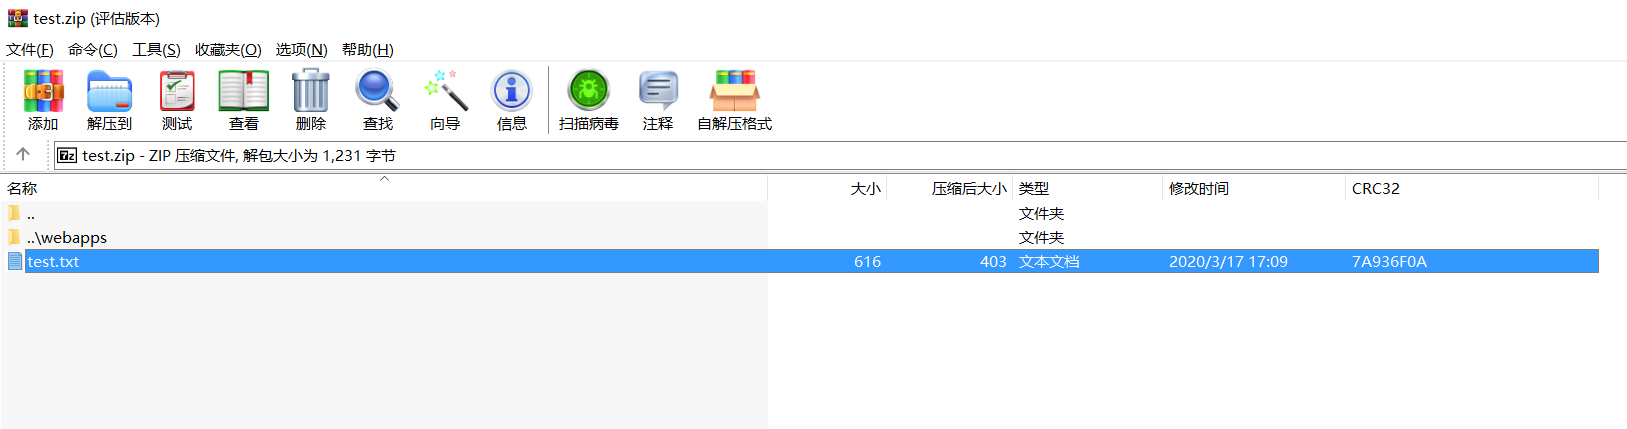 test.zip (评估版本)
文件(F) 命令(C) 工具(S) 收藏夹(O) 选项(N) 帮助(H)
添加 解压到 测试 查看 删除 查找 向导 信息 扫描病毒 注释 自解压格式
7z test.zip - ZIP 压缩文件, 解包大小为 1,231 字节
名称 大小 压缩后大小 类型 修改时间 CRC32
.. 文件夹
..\webapps 文件夹
test.txt 616 403 文本文档 2020/3/17 17:09 7A936F0A